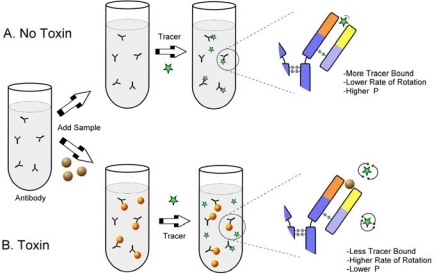 A. No Toxin
Tracer
-More Tracer Bound
-Lower Rate of Rotation
-Higher P
Add Sample
Antibody
Tracer
B. Toxin
-Less Tracer Bound
-Higher Rate of Rotation
-Lower P